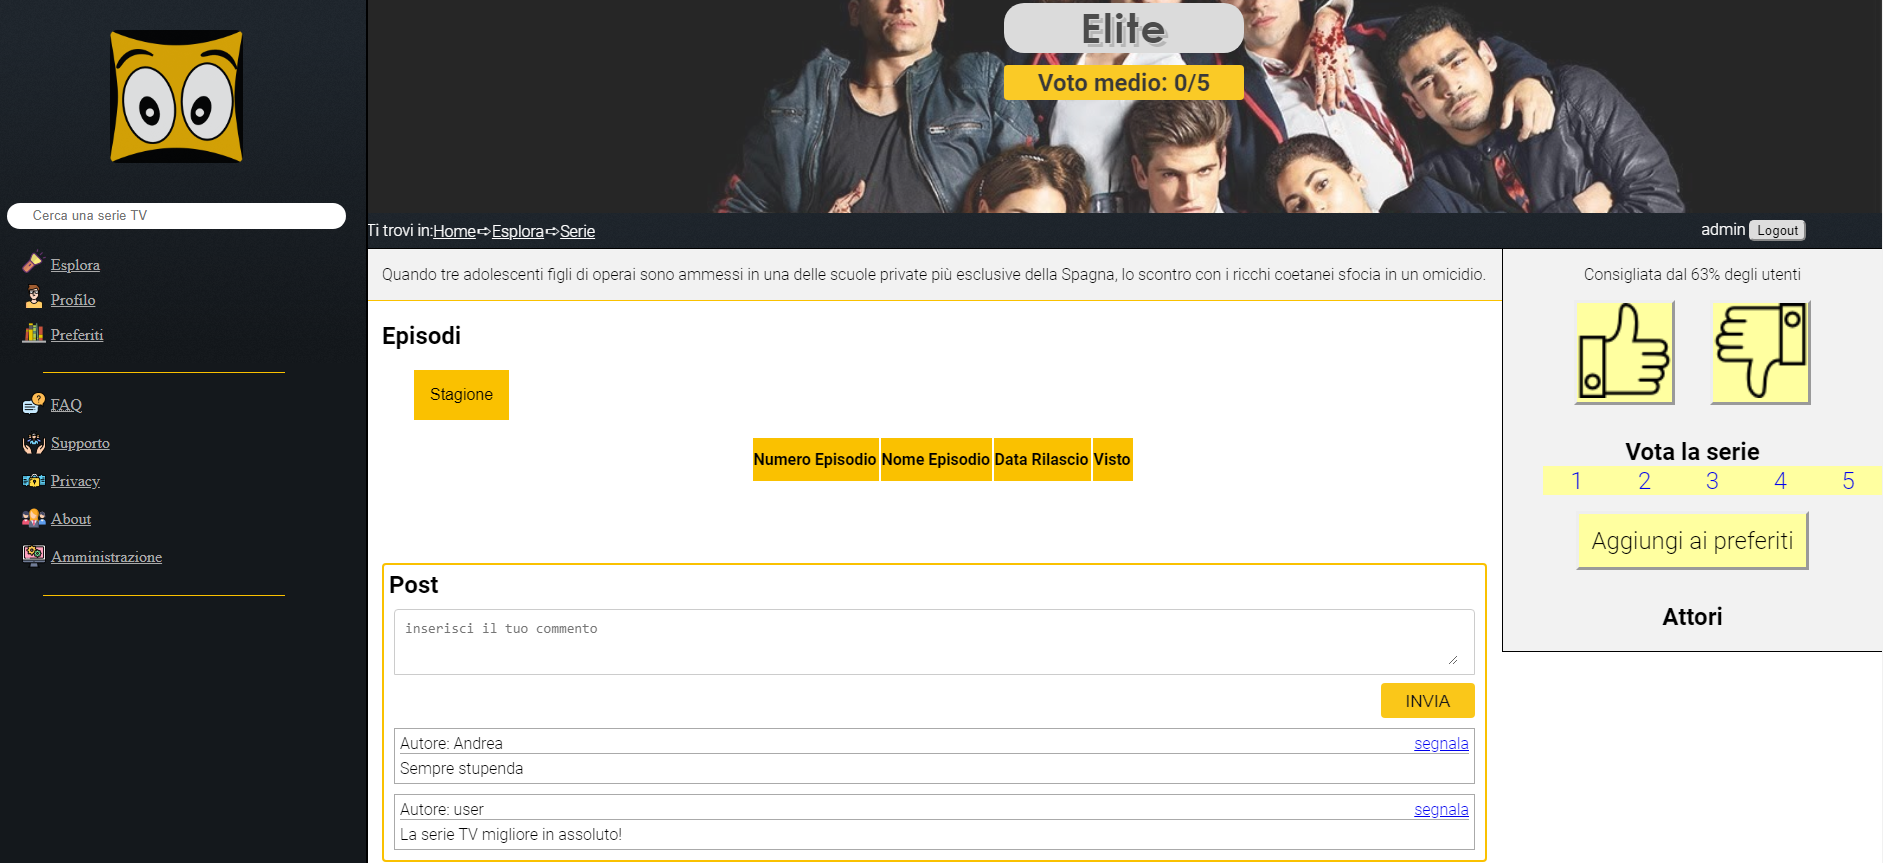 Elite
Voto medio: 0/5
Cerca una serie TV
Esplora
Profilo
Preferiti
FAQ
Supporto
Privacy
About
Amministrazione
Ti trovi in:Home➪Esplora➪Serie
admin Logout
Quando tre adolescenti figli di operai sono ammessi in una delle scuole private più esclusive della Spagna, lo scontro con i ricchi coetanei sfocia in un omicidio.
Episodi
Stagione
Numero Episodio Nome Episodio Data Rilascio Visto
Post
inserisci il tuo commento
INVIA
Autore: Andrea segnala
Sempre stupenda
Autore: user segnala
La serie TV migliore in assoluto!
Consigliata dal 63% degli utenti
Vota la serie
1 2 3 4 5
Aggiungi ai preferiti
Attori